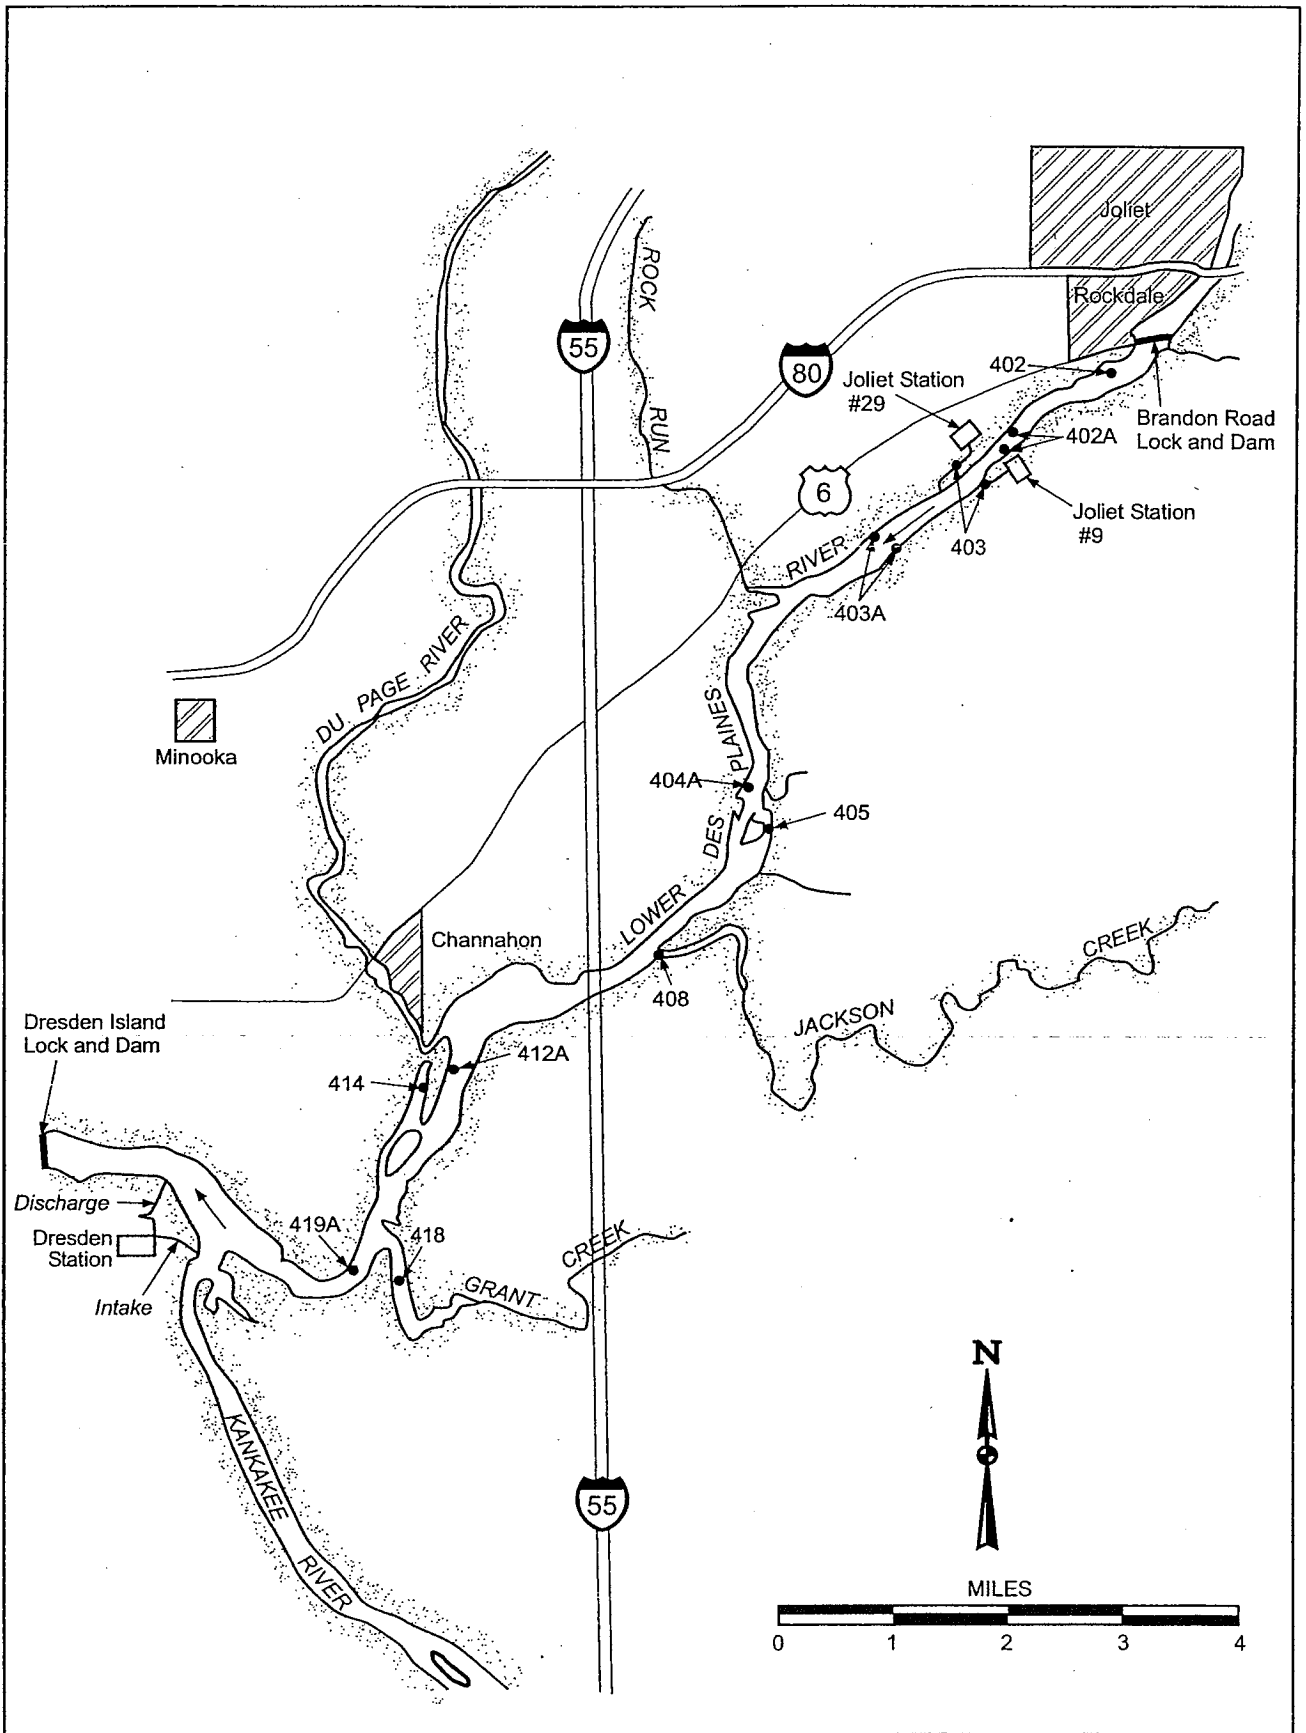 Joliet
ROCK
RUN
Rockdale
55
80
402
Joliet Station
#29
Brandon Road
Lock and Dam
402A
6
Joliet Station
#9
403
RIVER
403A
DU PAGE RIVER
Minooka
PLAINES
404A
405
DES
LOWER
Channahon
CREEK
408
JACKSON
Dresden Island
Lock and Dam
412A
414
Discharge
419A
418
Dresden
Station
CREEK
GRANT
Intake
N
KANKAKEE
RIVER
55
MILES
0 1 2 3 4